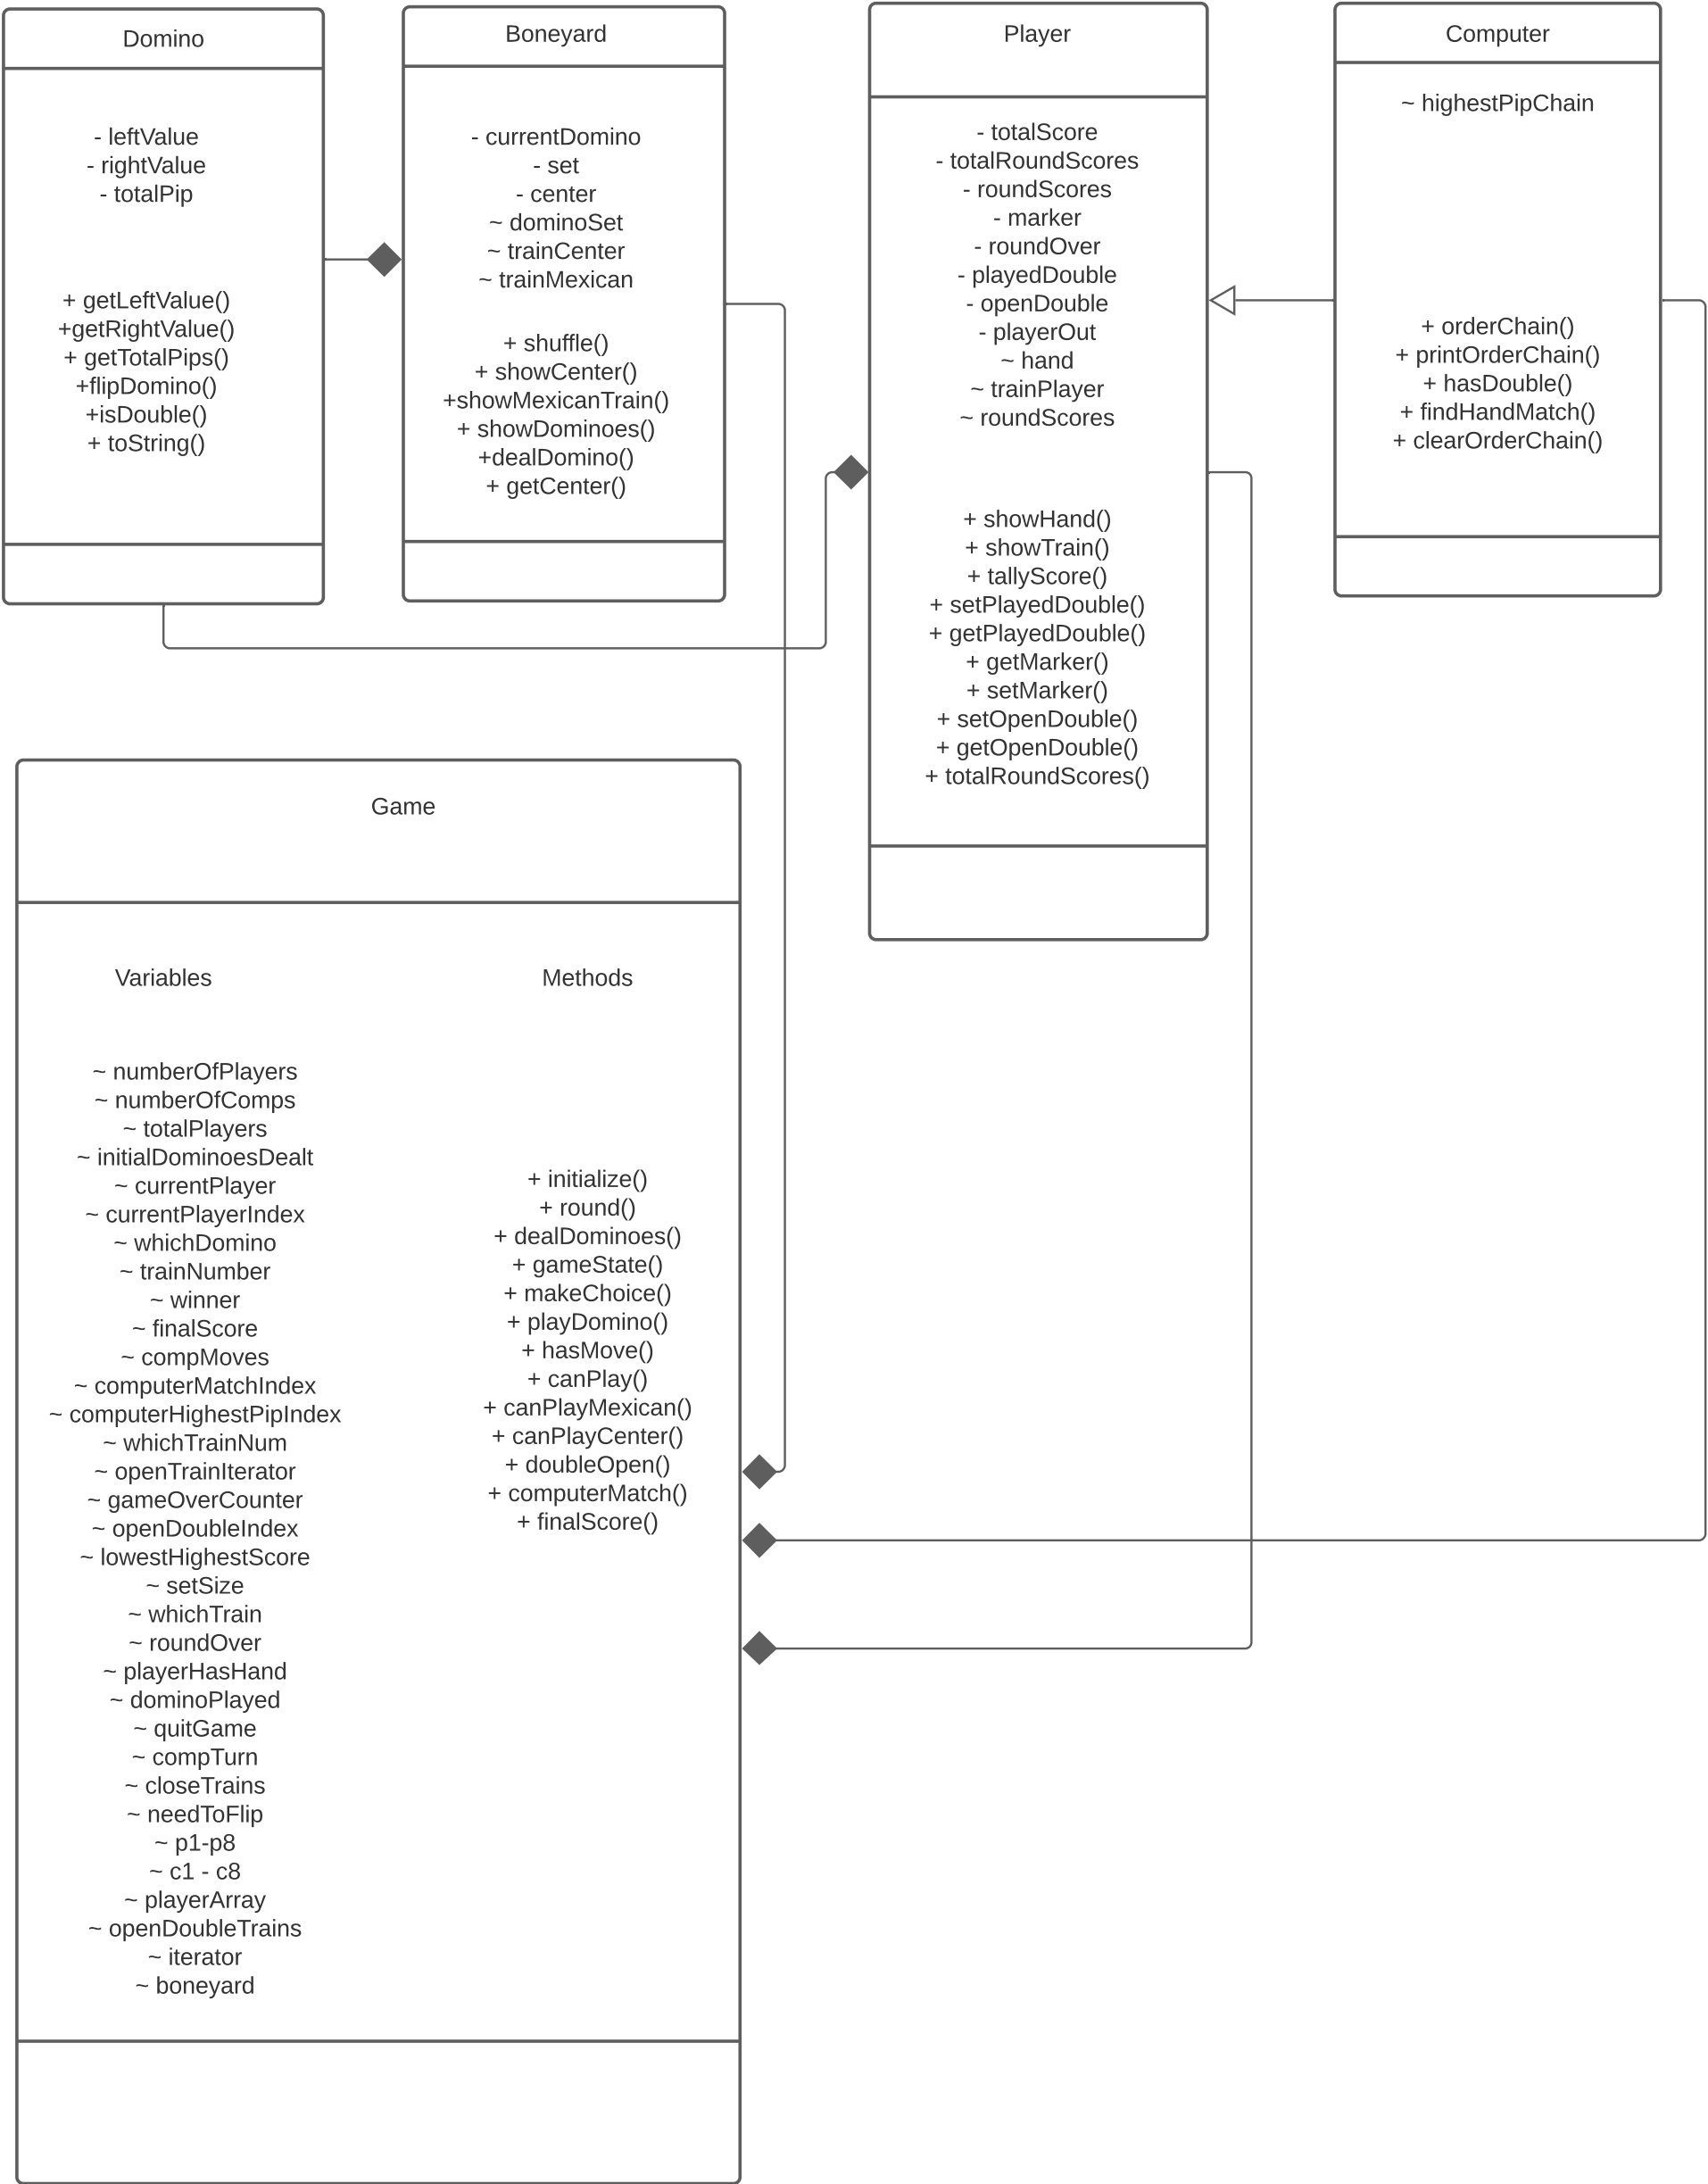 Domino
- leftValue
- rightValue
- totalPip
+ getLeftValue()
+getRightValue()
+ getTotalPips()
+flipDomino()
+isDouble()
+ toString()
Boneyard
- currentDomino
- set
- center
~ dominoSet
~ trainCenter
~ trainMexican
+ shuffle()
+ showCenter()
+showMexicanTrain()
+ showDominoes()
+dealDomino()
+ getCenter()
Player
- totalScore
- totalRoundScores
- roundScores
- marker
- roundOver
- playedDouble
- openDouble
- playerOut
~ hand
~ trainPlayer
~ roundScores
+ showHand()
+ showTrain()
+ tallyScore()
+ setPlayedDouble()
+ getPlayedDouble()
+ getMarker()
+ setMarker()
+ setOpenDouble()
+ getOpenDouble()
+ totalRoundScores()
Computer
~ highestPipChain
+ orderChain()
+ printOrderChain()
+ hasDouble()
+ findHandMatch()
+ clearOrderChain()
Game
Variables
~ numberOfPlayers
~ numberOfComps
~ totalPlayers
~ initialDominoesDealt
~ currentPlayer
~ currentPlayerIndex
~ whichDomino
~ trainNumber
~ winner
~ finalScore
~ compMoves
~ computerMatchIndex
~ computerHighestPipIndex
~ whichTrainNum
~ openTrainIterator
~ gameOverCounter
~ openDoubleIndex
~ lowestHighestScore
~ setSize
~ whichTrain
~ roundOver
~ playerHasHand
~ dominoPlayed
~ quitGame
~ compTurn
~ closeTrains
~ needToFlip
~ p1-p8
~ c1 - c8
~ playerArray
~ openDoubleTrains
~ iterator
~ boneyard
Methods
+ initialize()
+ round()
+ dealDominoes()
+ gameState()
+ makeChoice()
+ playDomino()
+ hasMove()
+ canPlay()
+ canPlayMexican()
+ canPlayCenter()
+ doubleOpen()
+ computerMatch()
+ finalScore()